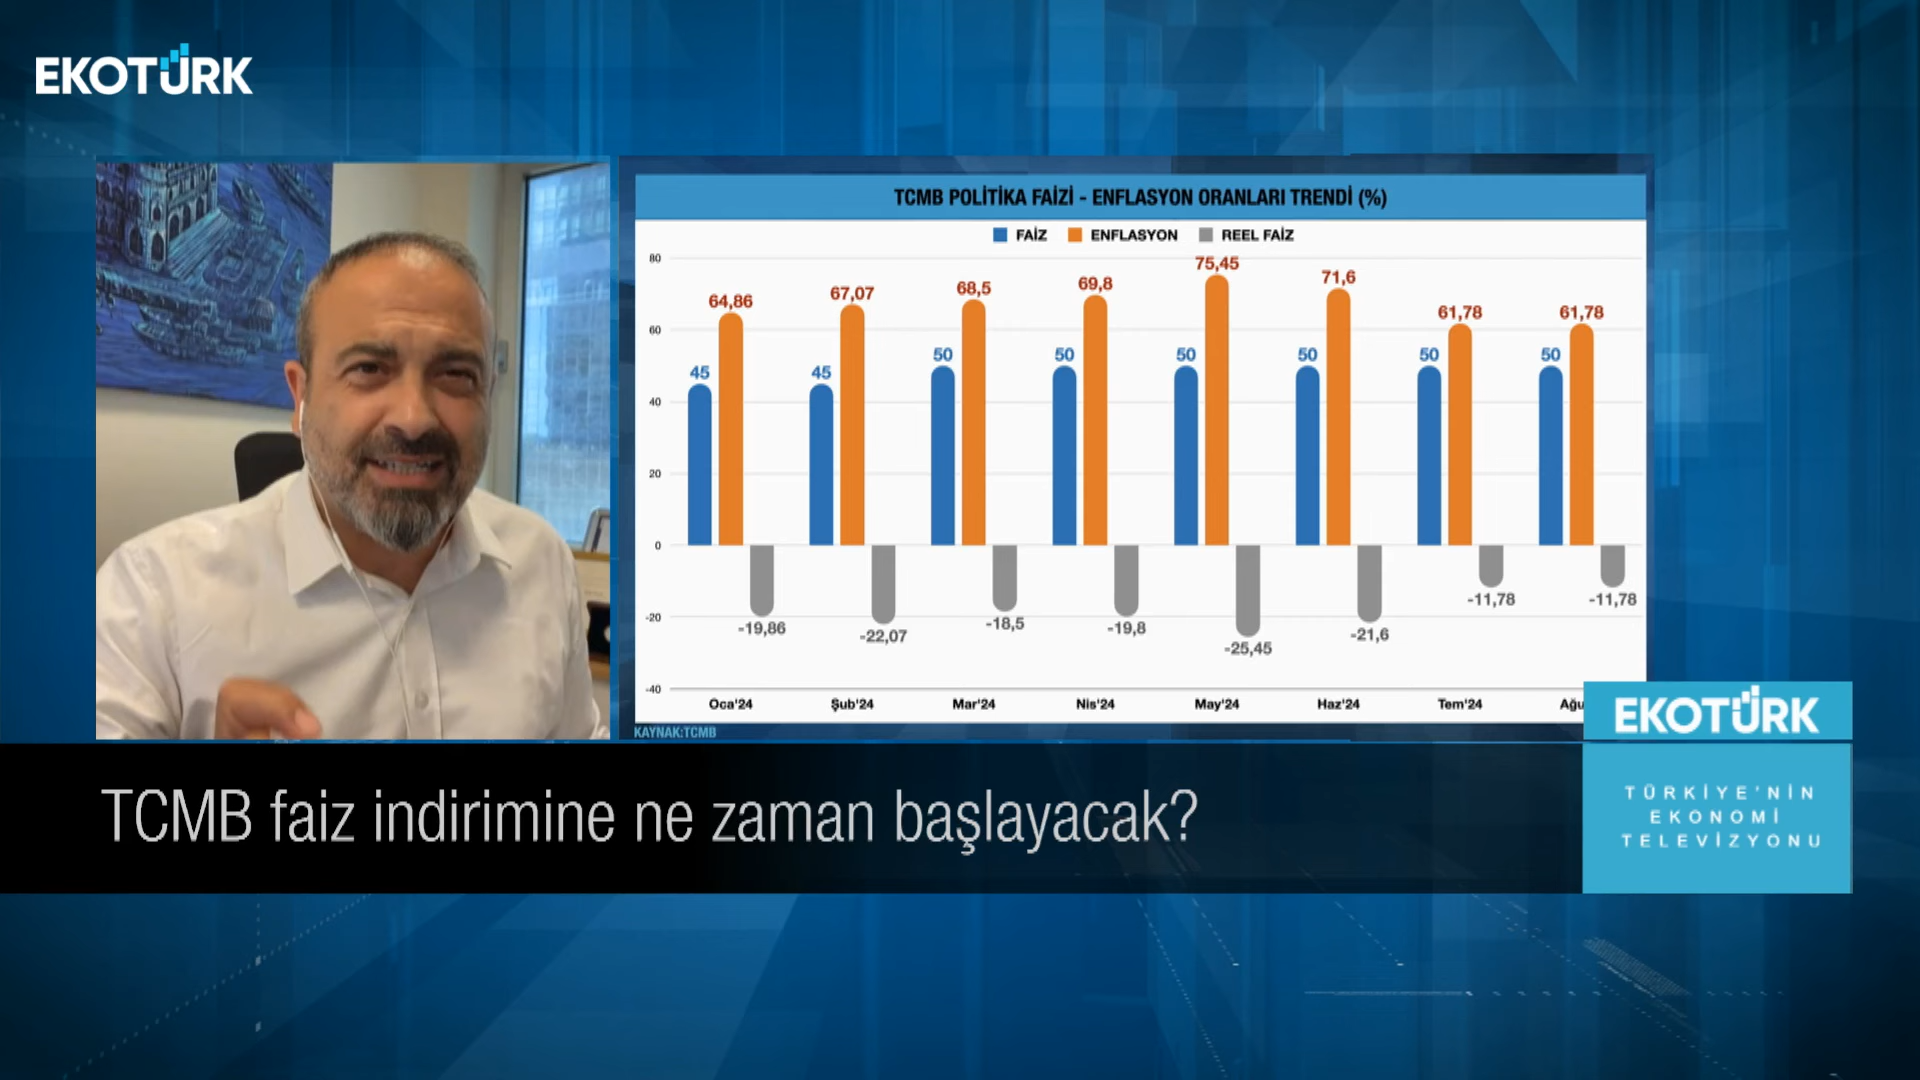 EKOTÜRK
TCMB POLİTİKA FAİZİ - ENFLASYON ORANLARI TRENDİ (%)
FAİZ ENFLASYON REEL FAİZ
80
60
40
20
0
-20
-40
45 64,86 -19,86
45 67,07 -22,07
50 68,5 -18,5
50 69,8 -19,8
50 75,45 -25,45
50 71,6 -21,6
50 61,78 -11,78
50 61,78 -11,78
Oca'24 Şub'24 Mar'24 Nis'24 May'24 Haz'24 Tem'24 Ağu
KAYNAK:TCMB
EKOTÜRK
TCMB faiz indirimine ne zaman başlayacak?
TÜRKİYE'NİN
EKONOMİ
TELEVİZYONU